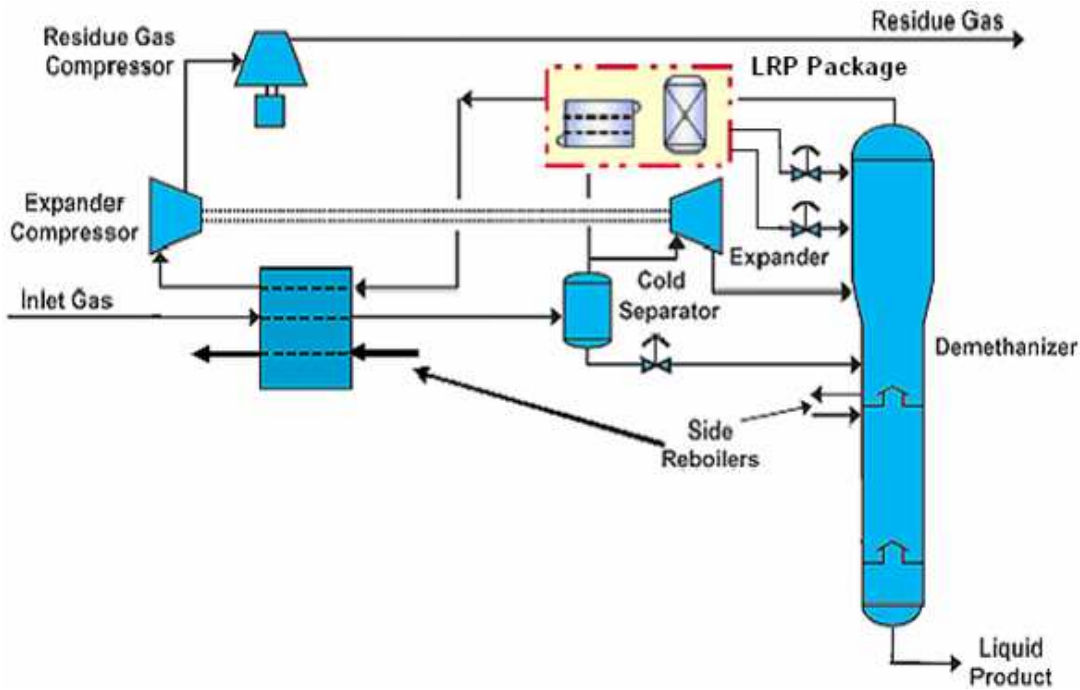 Residue Gas
Residue Gas
Compressor
LRP Package
Expander
Compressor
Expander
Cold
Separator
Inlet Gas
Demethanizer
Side
Reboilers
Liquid
Product